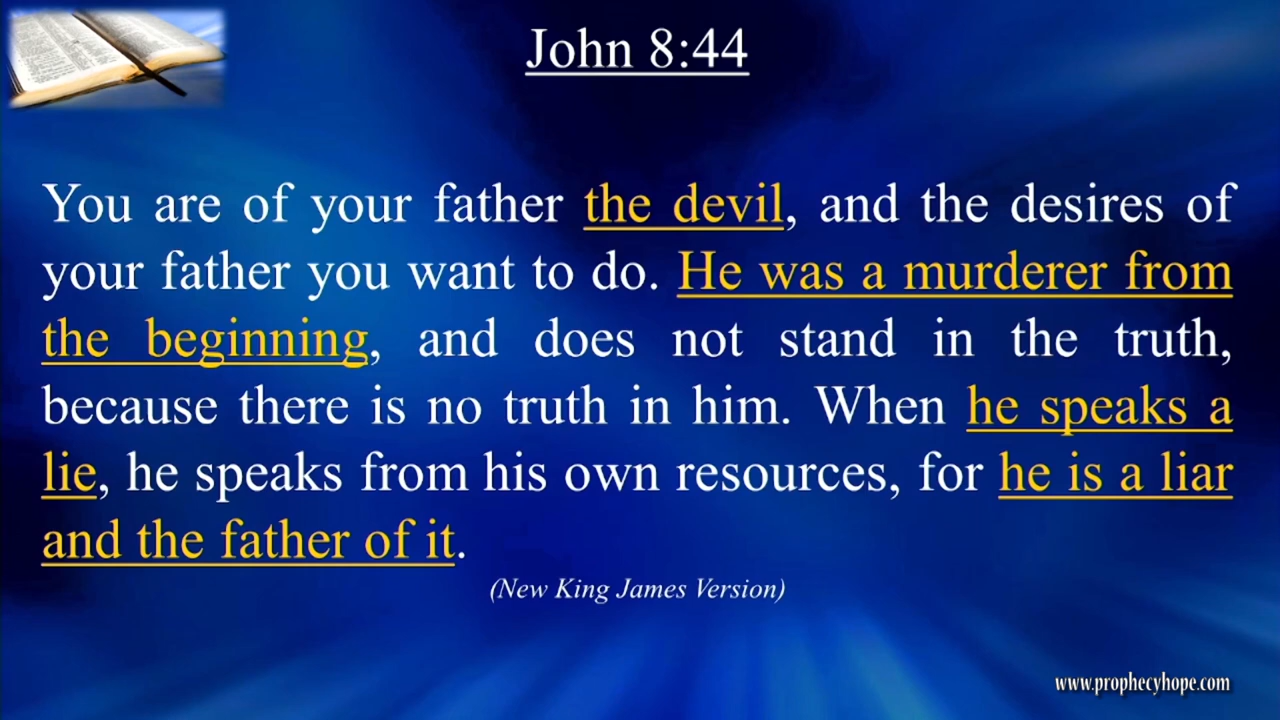 John 8:44
You are of your father the devil, and the desires of
your father you want to do. He was a murderer from
the beginning, and does not stand in the truth,
because there is no truth in him. When he speaks a
lie, he speaks from his own resources, for he is a liar
and the father of it.
(New King James Version)
www.prophecyhope.com